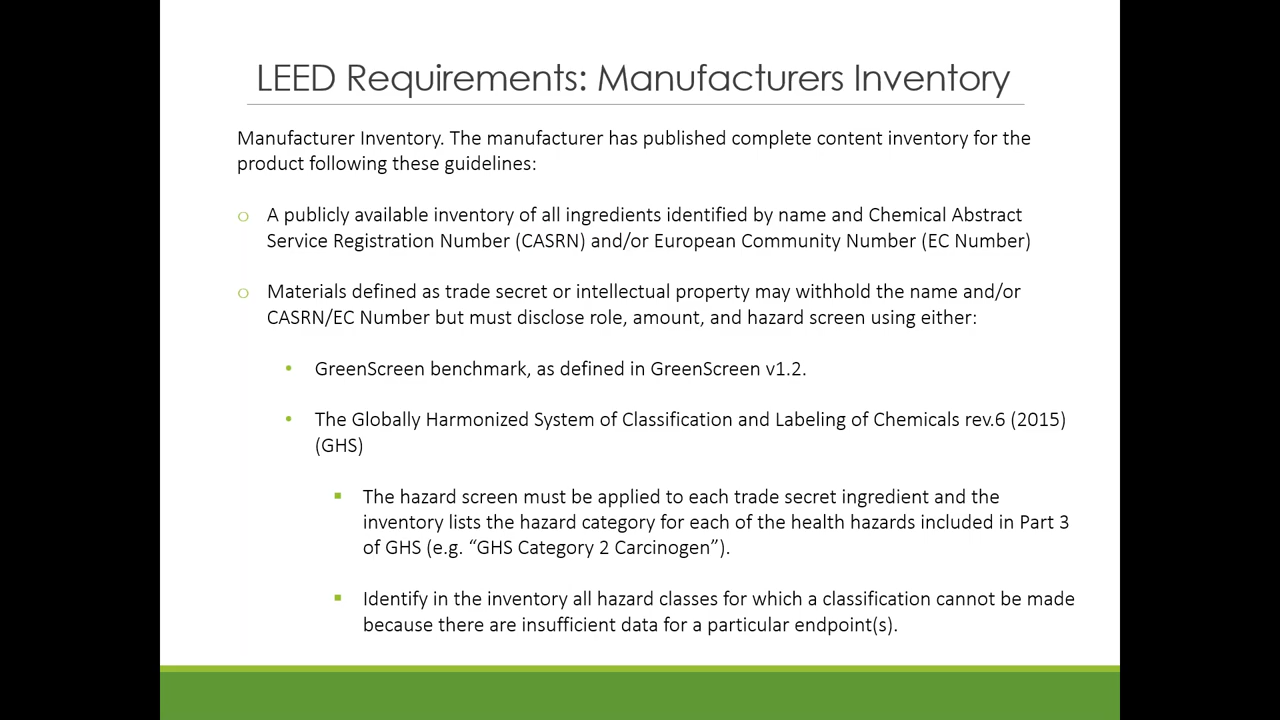 LEED Requirements: Manufacturers Inventory
Manufacturer Inventory. The manufacturer has published complete content inventory for the
product following these guidelines:
o A publicly available inventory of all ingredients identified by name and Chemical Abstract
Service Registration Number (CASRN) and/or European Community Number (EC Number)
o Materials defined as trade secret or intellectual property may withhold the name and/or
CASRN/EC Number but must disclose role, amount, and hazard screen using either:
• GreenScreen benchmark, as defined in GreenScreen v1.2.
• The Globally Harmonized System of Classification and Labeling of Chemicals rev.6 (2015)
(GHS)
▪ The hazard screen must be applied to each trade secret ingredient and the
inventory lists the hazard category for each of the health hazards included in Part 3
of GHS (e.g. “GHS Category 2 Carcinogen”).
▪ Identify in the inventory all hazard classes for which a classification cannot be made
because there are insufficient data for a particular endpoint(s).